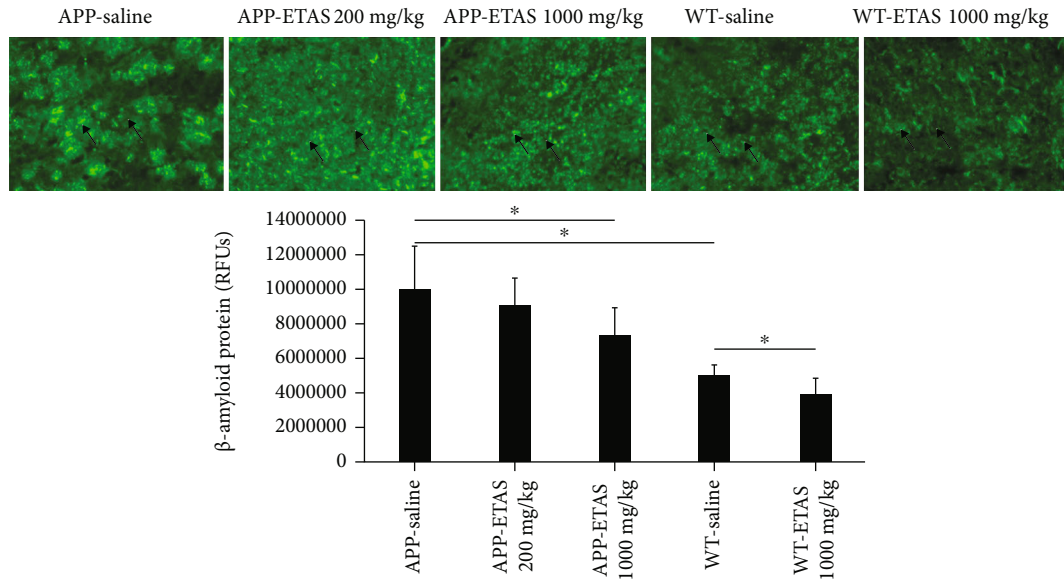 APP-saline
APP-ETAS 200 mg/kg
APP-ETAS 1000 mg/kg
WT-saline
WT-ETAS 1000 mg/kg
14000000
12000000
10000000
8000000
6000000
4000000
2000000
0
β-amyloid protein (RFUs)
*
*
*
APP-saline
APP-ETAS
200 mg/kg
APP-ETAS
1000 mg/kg
WT-saline
WT-ETAS
1000 mg/kg